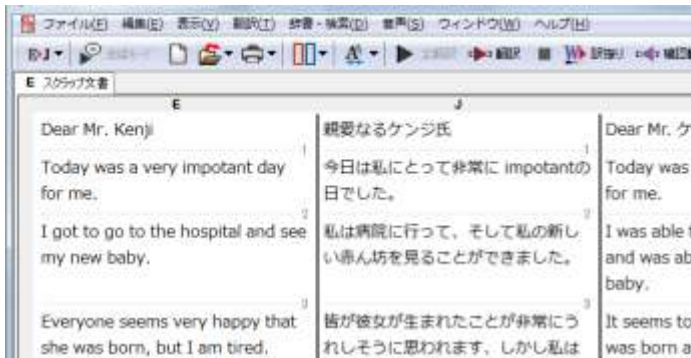 ファイル(F) 編集(E) 表示(V) 翻訳(T) 辞書・検索(D) 音声(S) ウィンドウ(W) ヘルプ(H)
E›J 翻訳 訳振り
E スクラップ文書
E J
Dear Mr. Kenji 親愛なるケンジ氏 Dear Mr. ケ
1 1
Today was a very impotant day 今日は私にとって非常に impotantの Today was
for me. 日でした。 for me.
2 2
I got to go to the hospital and see 私は病院に行って、そして私の新し I was able t
my new baby. い赤ん坊を見ることができました。 and was ab
baby.
3 3
Everyone seems very happy that 皆が彼女が生まれたことが非常にう It seems to
she was born, but I am tired. れしそうに思われます、しかし私は was born a